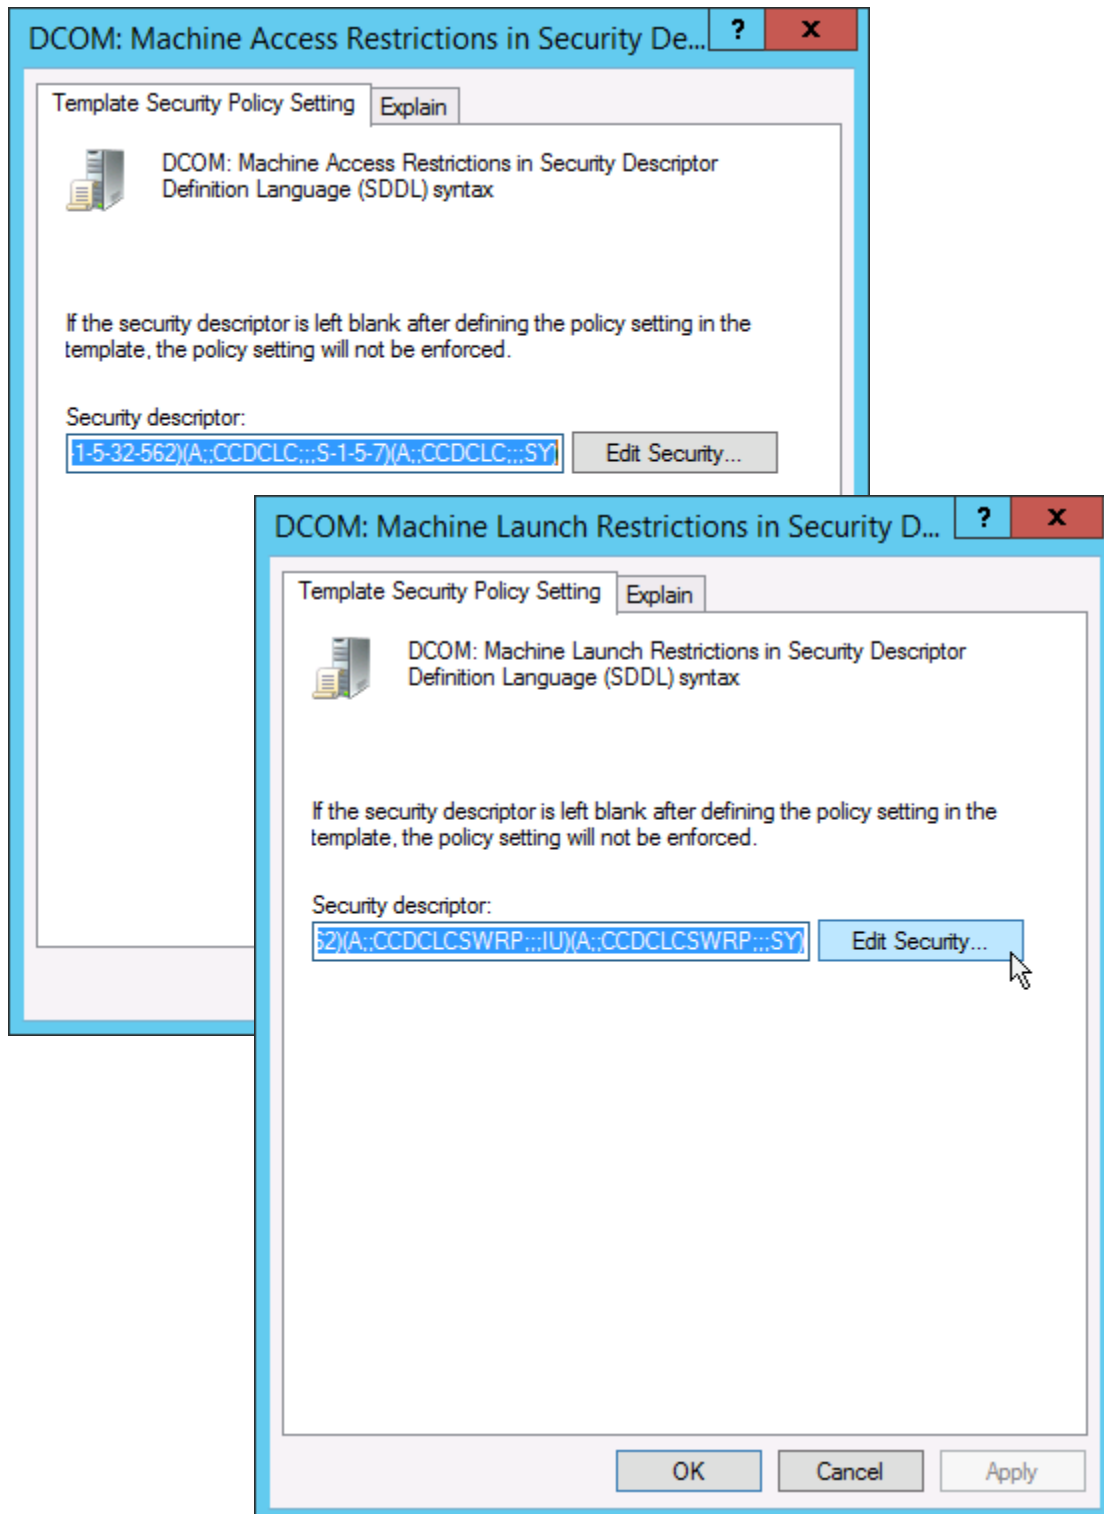 DCOM: Machine Access Restrictions in Security De...
?
x
Template Security Policy Setting
Explain
DCOM: Machine Access Restrictions in Security Descriptor
Definition Language (SDDL) syntax
If the security descriptor is left blank after defining the policy setting in the
template, the policy setting will not be enforced.
Security descriptor:
-1-5-32-562)(A;;CCDCLC;;;S-1-5-7)(A;;CCDCLC;;;SY)
Edit Security...
DCOM: Machine Launch Restrictions in Security D...
?
x
Template Security Policy Setting
Explain
DCOM: Machine Launch Restrictions in Security Descriptor
Definition Language (SDDL) syntax
If the security descriptor is left blank after defining the policy setting in the
template, the policy setting will not be enforced.
Security descriptor:
62)(A;;CCDCLCSWRP;;;IU)(A;;CCDCLCSWRP;;;SY)
Edit Security...
OK
Cancel
Apply